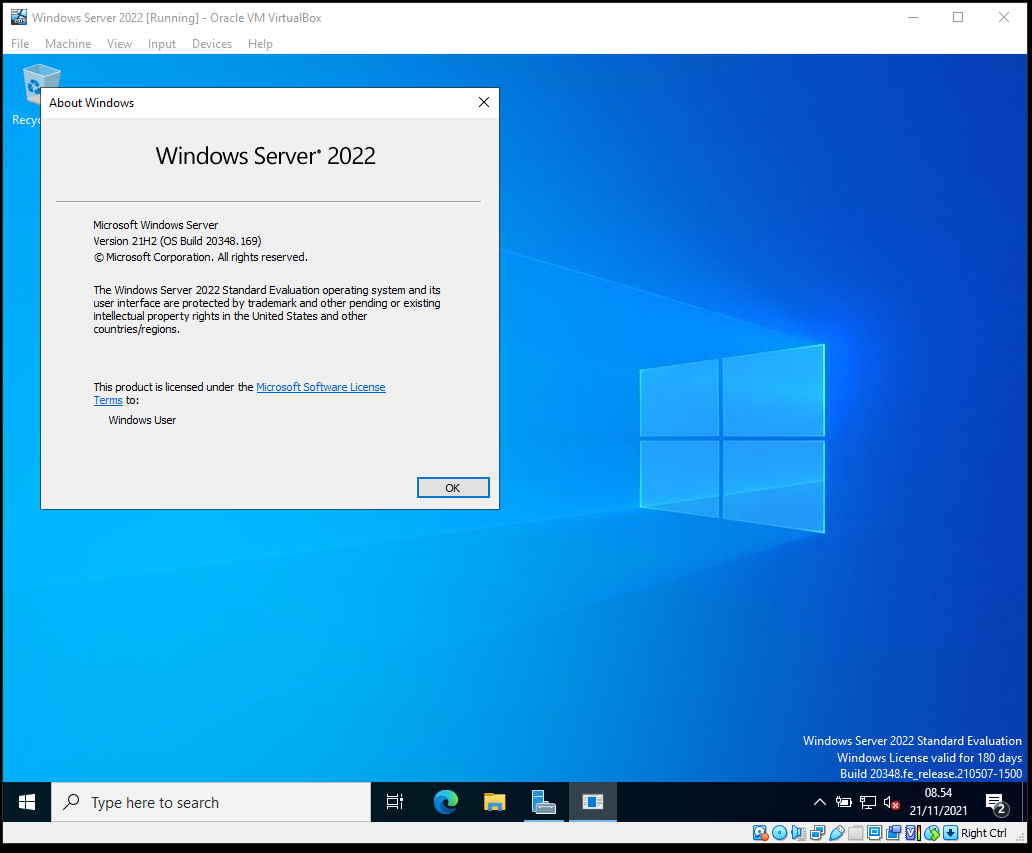 Windows Server 2022 [Running] - Oracle VM VirtualBox
File Machine View Input Devices Help
About Windows
Windows Server® 2022
Microsoft Windows Server
Version 21H2 (OS Build 20348.169)
© Microsoft Corporation. All rights reserved.
The Windows Server 2022 Standard Evaluation operating system and its
user interface are protected by trademark and other pending or existing
intellectual property rights in the United States and other
countries/regions.
This product is licensed under the Microsoft Software License
Terms to:
Windows User
OK
Windows Server 2022 Standard Evaluation
Windows License valid for 180 days
Build 20348.fe_release.210507-1500
Type here to search
08.54
21/11/2021
2
Right Ctrl